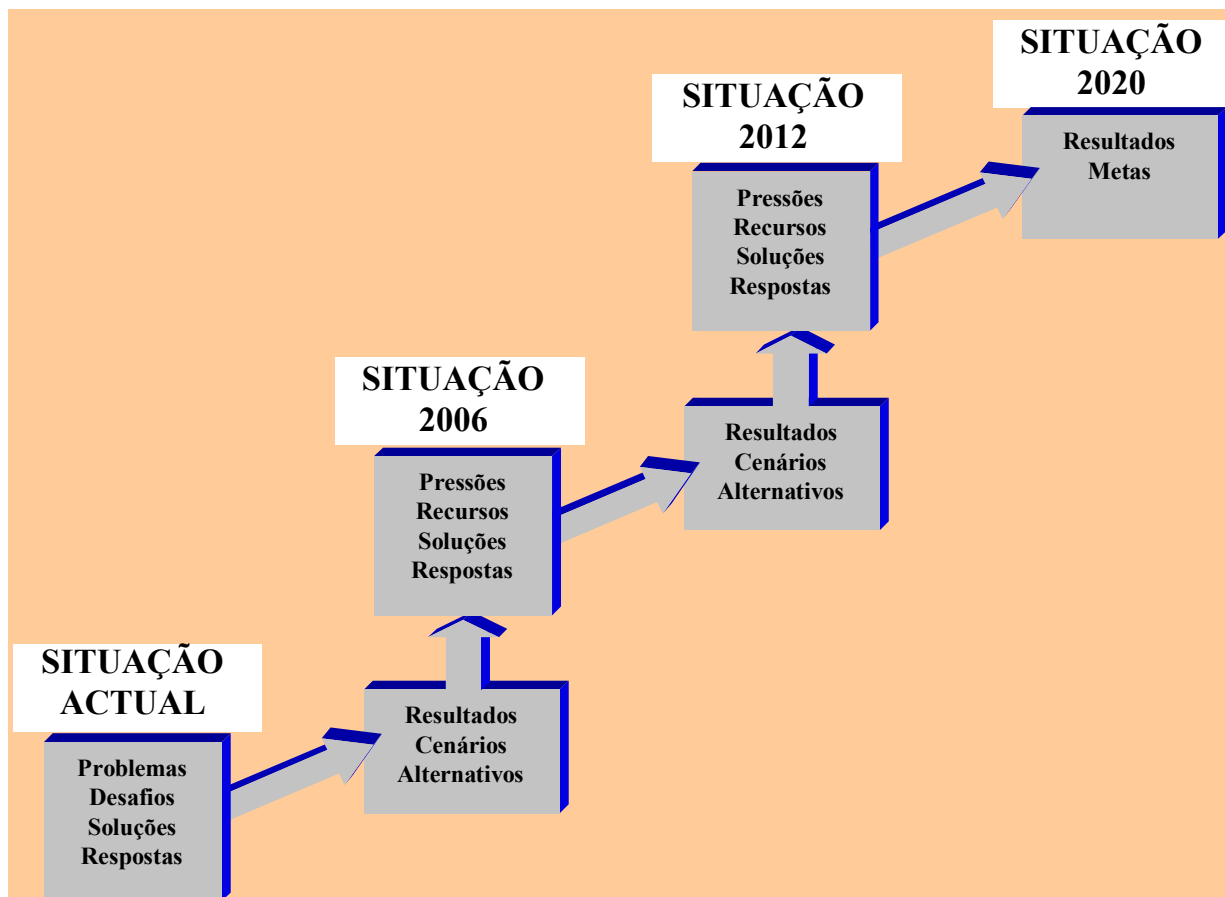 SITUAÇÃO
ACTUAL
Problemas
Desafios
Soluções
Respostas
Resultados
Cenários
Alternativos
SITUAÇÃO
2006
Pressões
Recursos
Soluções
Respostas
Resultados
Cenários
Alternativos
SITUAÇÃO
2012
Pressões
Recursos
Soluções
Respostas
SITUAÇÃO
2020
Resultados
Metas